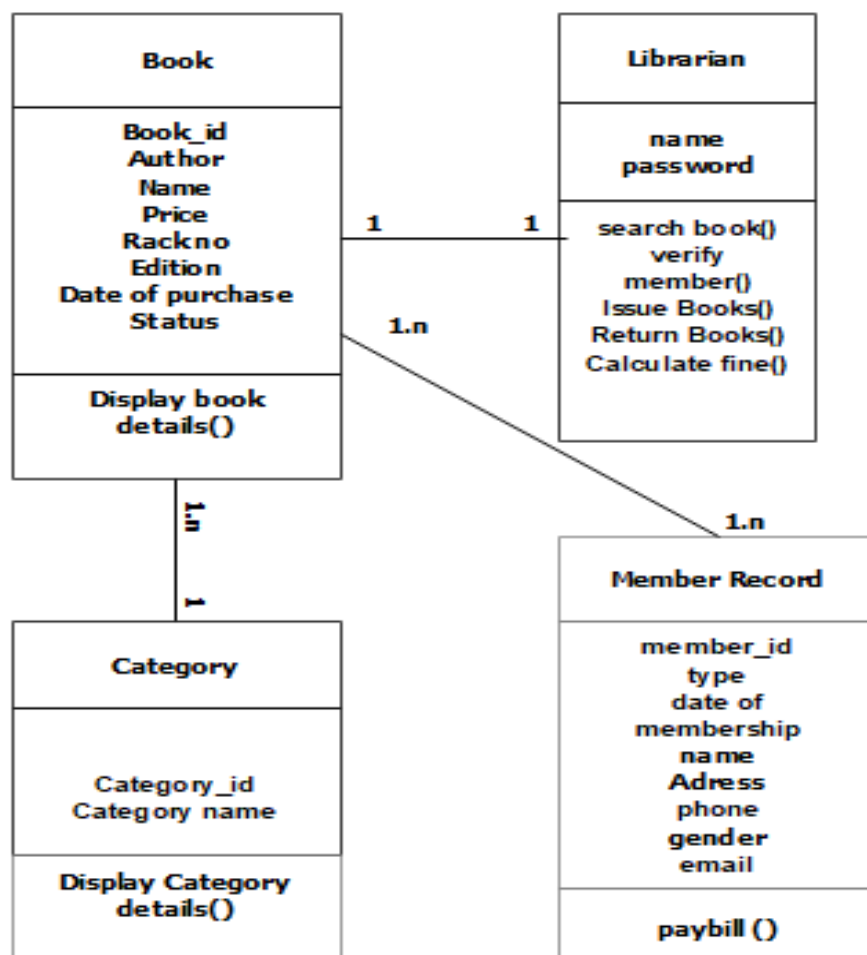 Book
Book_id
Author
Name
Price
Rackno
Edition
Date of purchase
Status
Display book
details()
Librarian
name
password
search book()
verify
member()
Issue Books()
Return Books()
Calculate fine()
1
1
1.n
1.n
1.n
1
Category
Category_id
Category name
Display Category
details()
Member Record
member_id
type
date of
membership
name
Adress
phone
gender
email
paybill ()